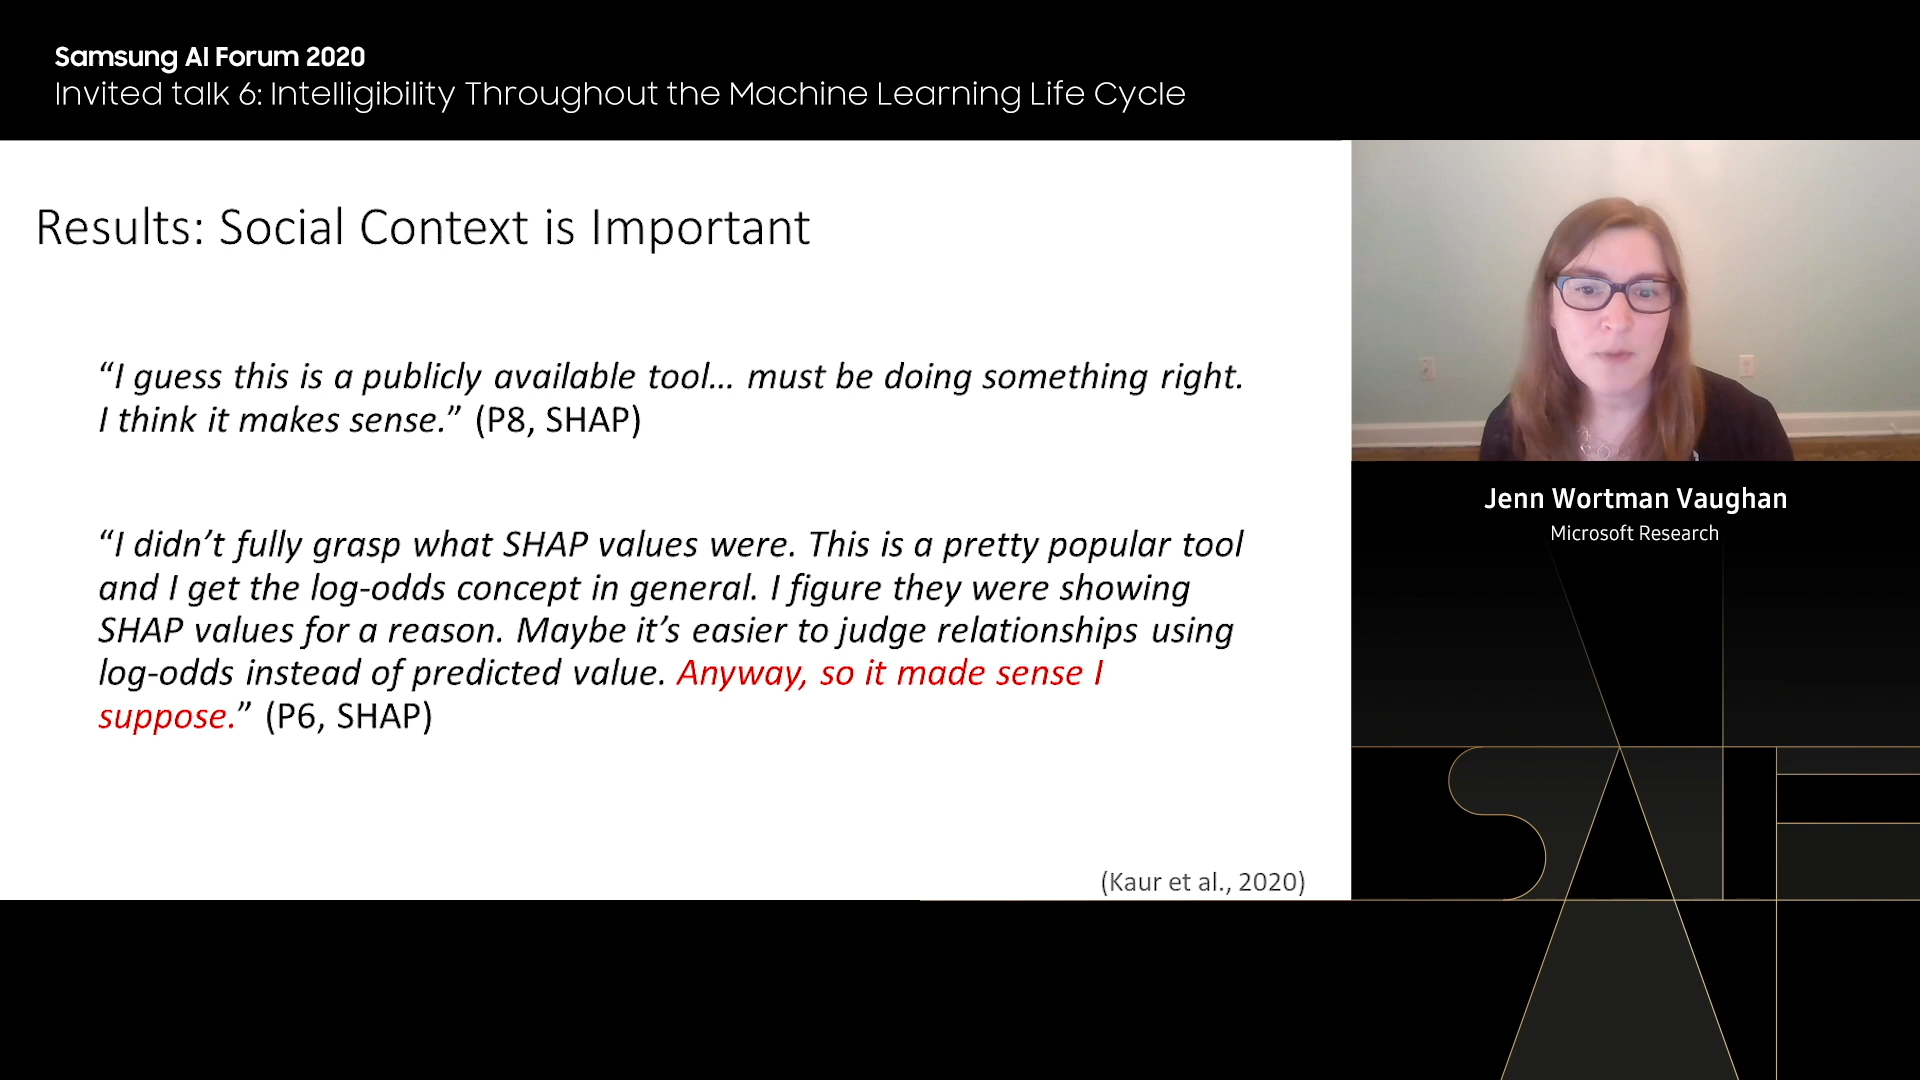 Samsung AI Forum 2020
Invited talk 6: Intelligibility Throughout the Machine Learning Life Cycle
Results: Social Context is Important
“I guess this is a publicly available tool… must be doing something right.
I think it makes sense.” (P8, SHAP)
“I didn’t fully grasp what SHAP values were. This is a pretty popular tool
and I get the log-odds concept in general. I figure they were showing
SHAP values for a reason. Maybe it’s easier to judge relationships using
log-odds instead of predicted value. Anyway, so it made sense I
suppose.” (P6, SHAP)
(Kaur et al., 2020)
Jenn Wortman Vaughan
Microsoft Research